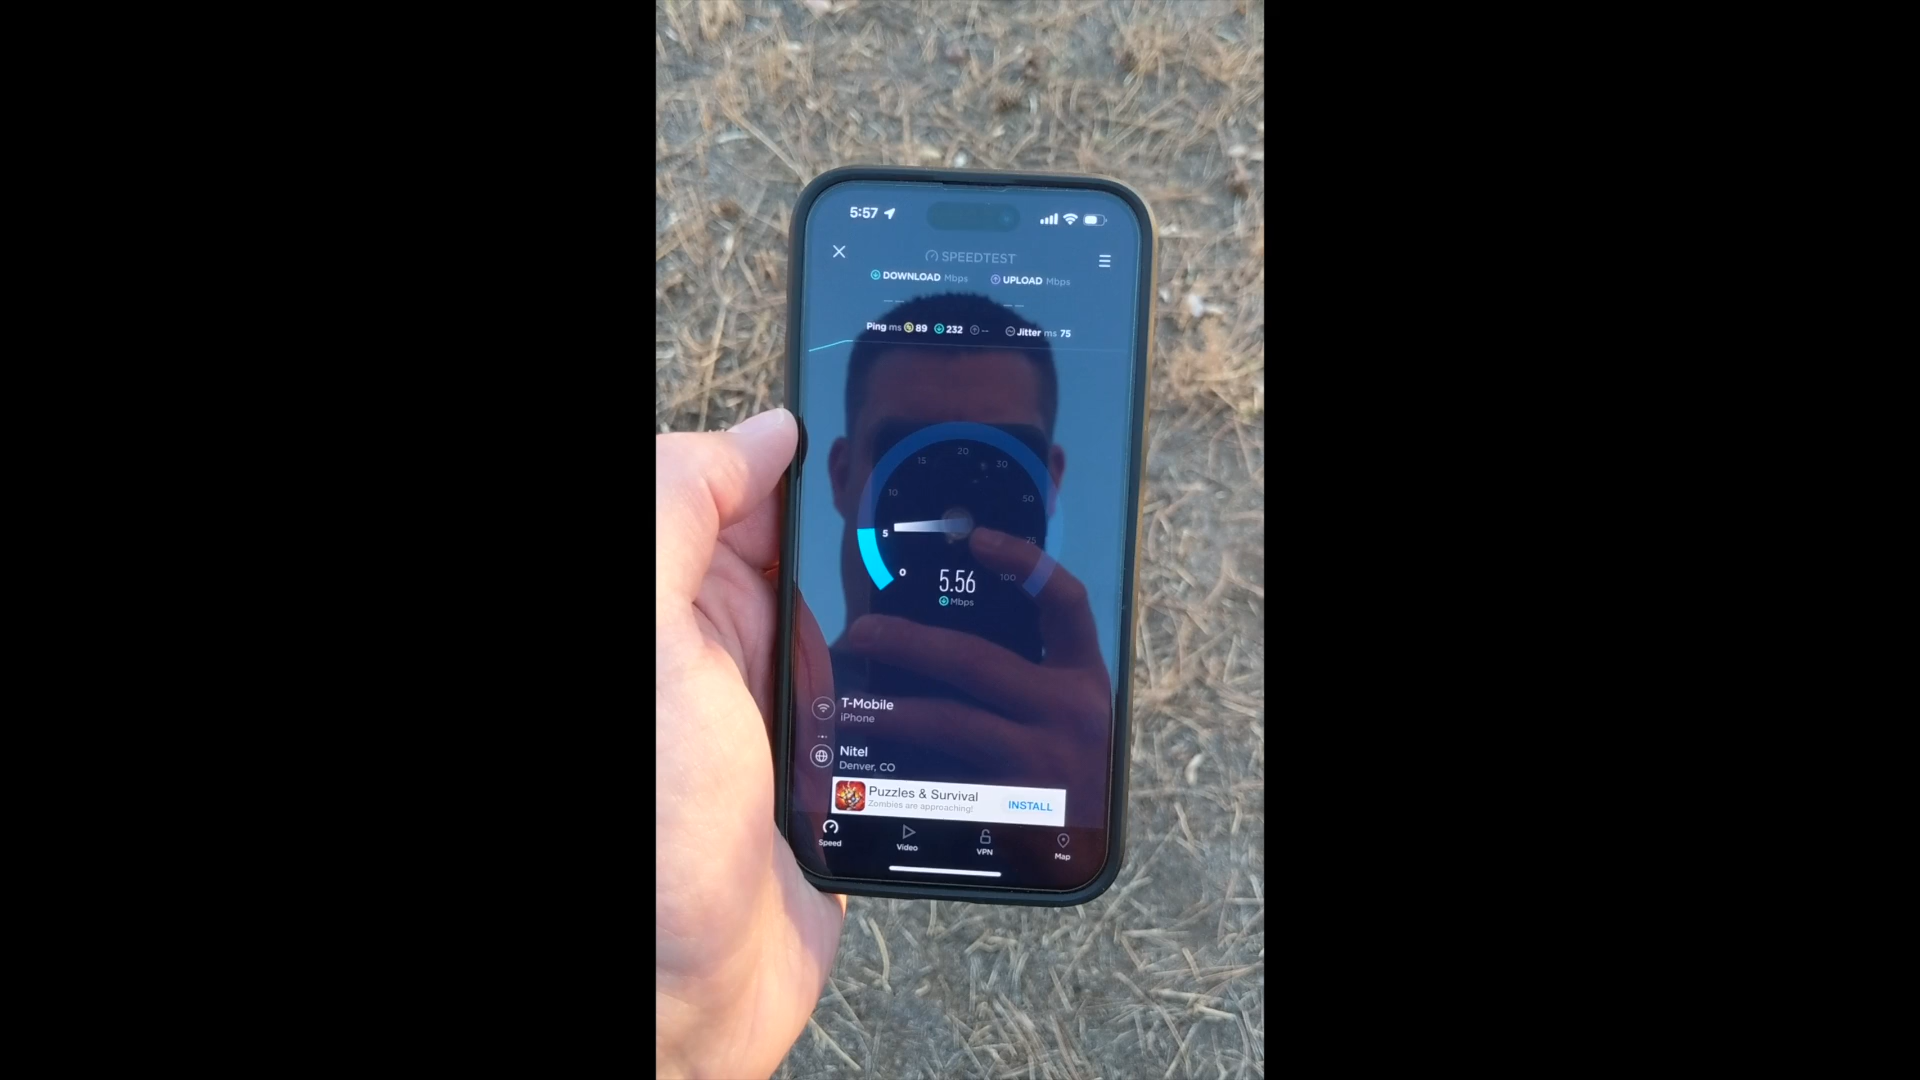 5:57
SPEEDTEST
DOWNLOAD Mbps UPLOAD Mbps
Ping ms 89 232 -- Jitter ms 75
0 5 10 15 20 30 50 75 100
5.56
Mbps
T-Mobile
iPhone
Nitel
Denver, CO
Puzzles & Survival
Zombies are approaching!
INSTALL
Speed Video VPN Map